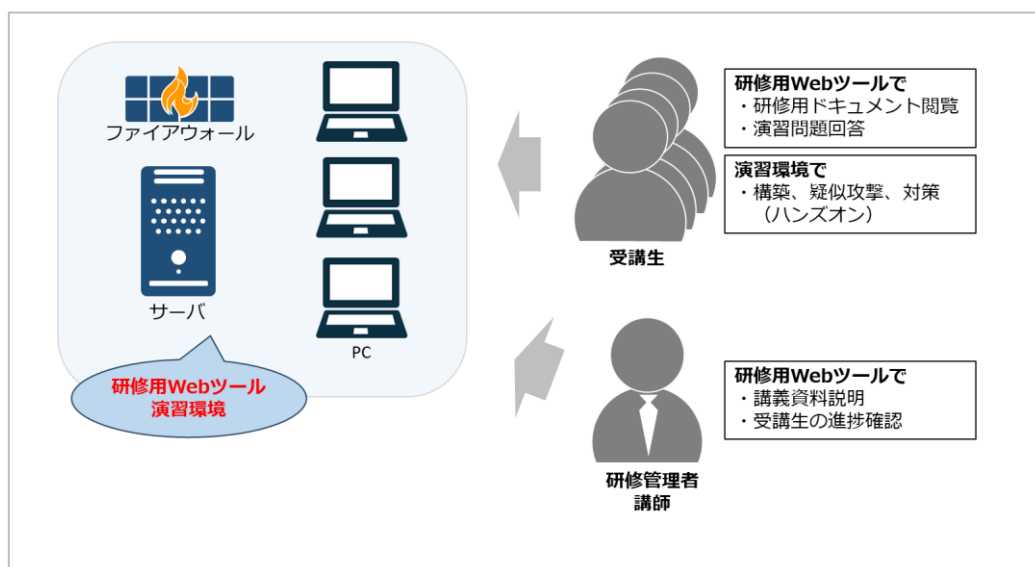 ファイアウォール
サーバ
PC
研修用Webツール
演習環境
受講生
研修用Webツールで
・研修用ドキュメント閲覧
・演習問題回答
演習環境で
・構築、疑似攻撃、対策
（ハンズオン）
研修管理者
講師
研修用Webツールで
・講義資料説明
・受講生の進捗確認